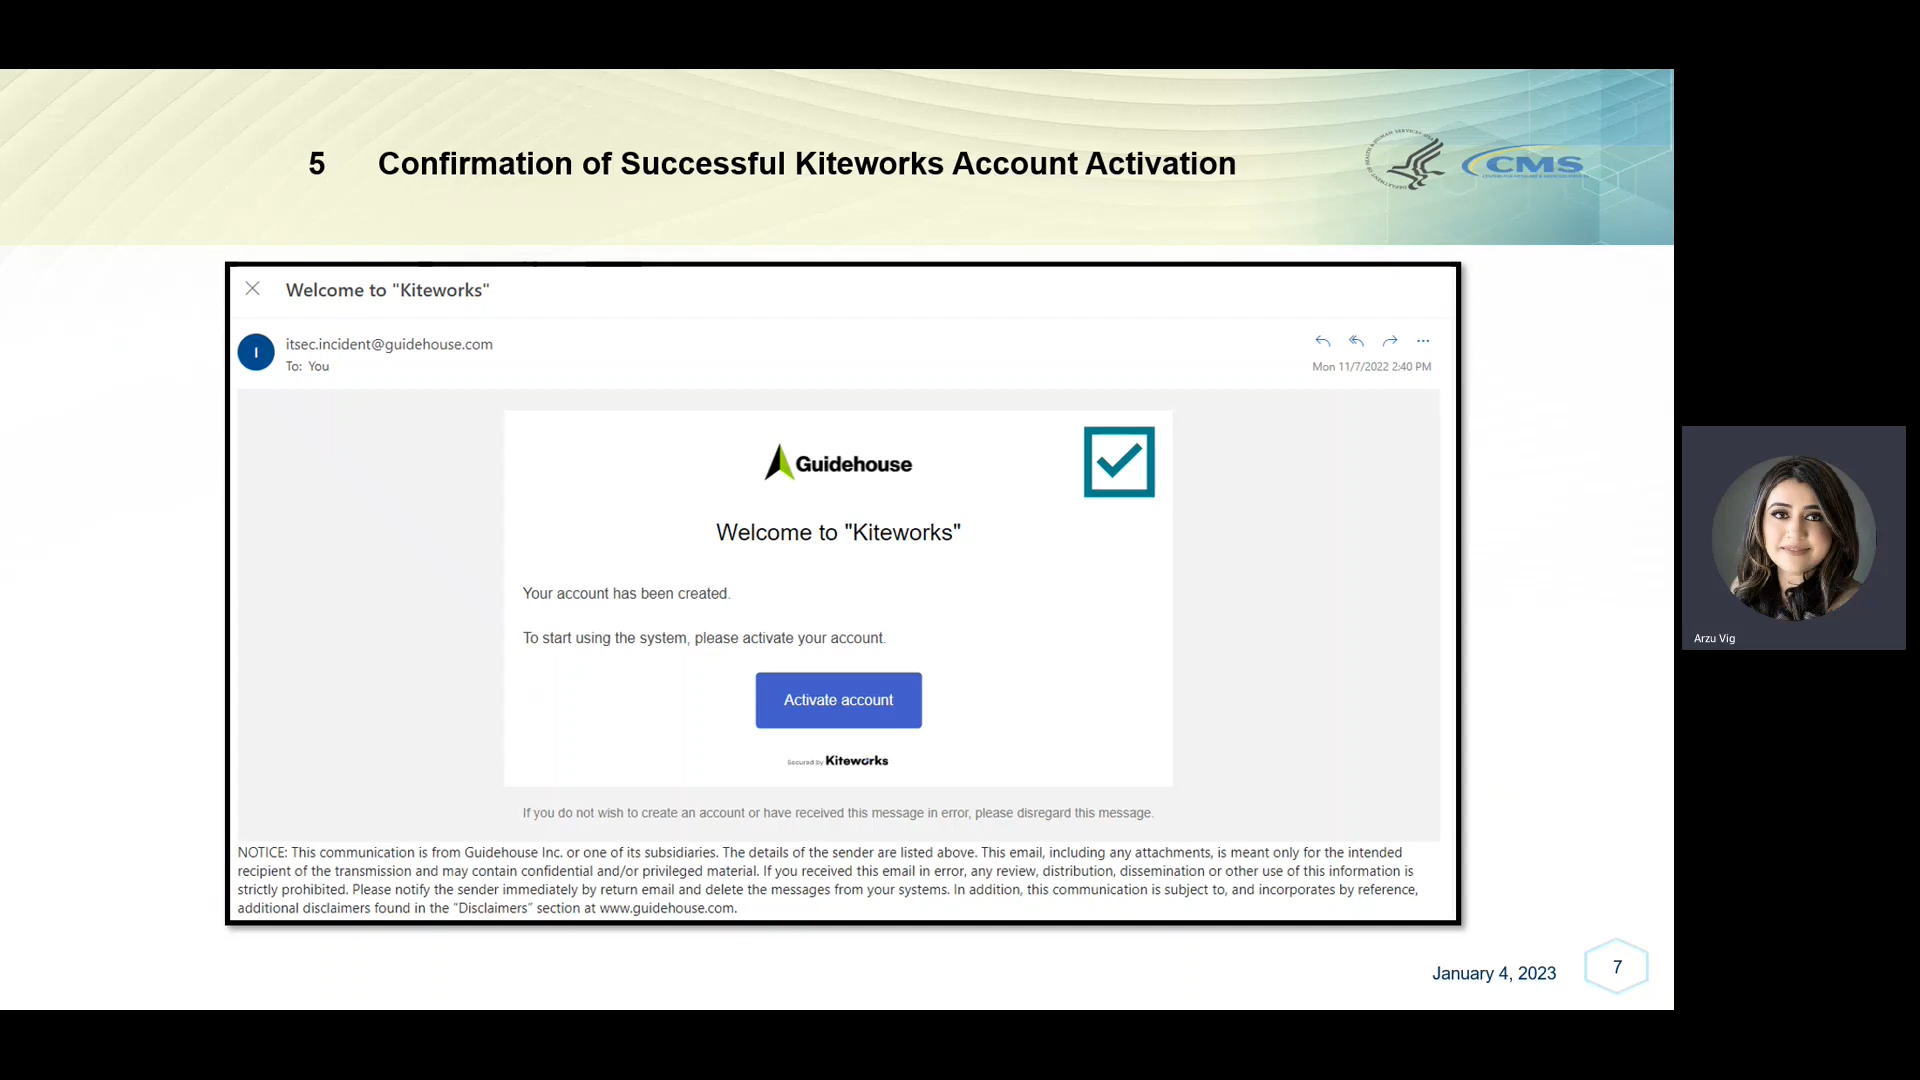 5 Confirmation of Successful Kiteworks Account Activation
CMS
Welcome to "Kiteworks"
I
itsec.incident@guidehouse.com
To: You
Mon 11/7/2022 2:40 PM
Guidehouse
Welcome to "Kiteworks"
Your account has been created.
To start using the system, please activate your account.
Activate account
Secured by Kiteworks
If you do not wish to create an account or have received this message in error, please disregard this message.
NOTICE: This communication is from Guidehouse Inc. or one of its subsidiaries. The details of the sender are listed above. This email, including any attachments, is meant only for the intended
recipient of the transmission and may contain confidential and/or privileged material. If you received this email in error, any review, distribution, dissemination or other use of this information is
strictly prohibited. Please notify the sender immediately by return email and delete the messages from your systems. In addition, this communication is subject to, and incorporates by reference,
additional disclaimers found in the “Disclaimers” section at www.guidehouse.com.
January 4, 2023
7
Arzu Vig